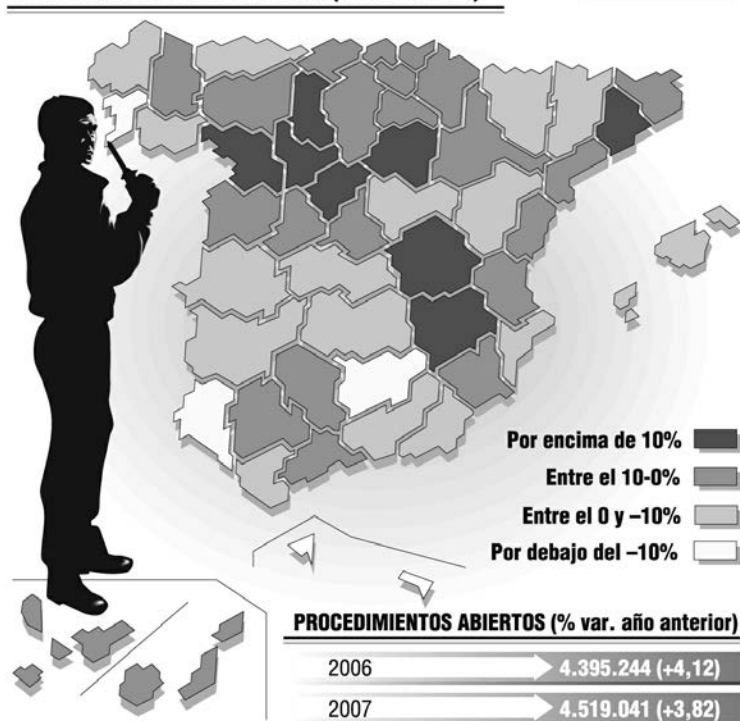 Por encima de 10%
Entre el 10-0%
Entre el 0 y –10%
Por debajo del –10%
PROCEDIMIENTOS ABIERTOS (% var. año anterior)
2006 4.395.244 (+4,12)
2007 4.519.041 (+3,82)